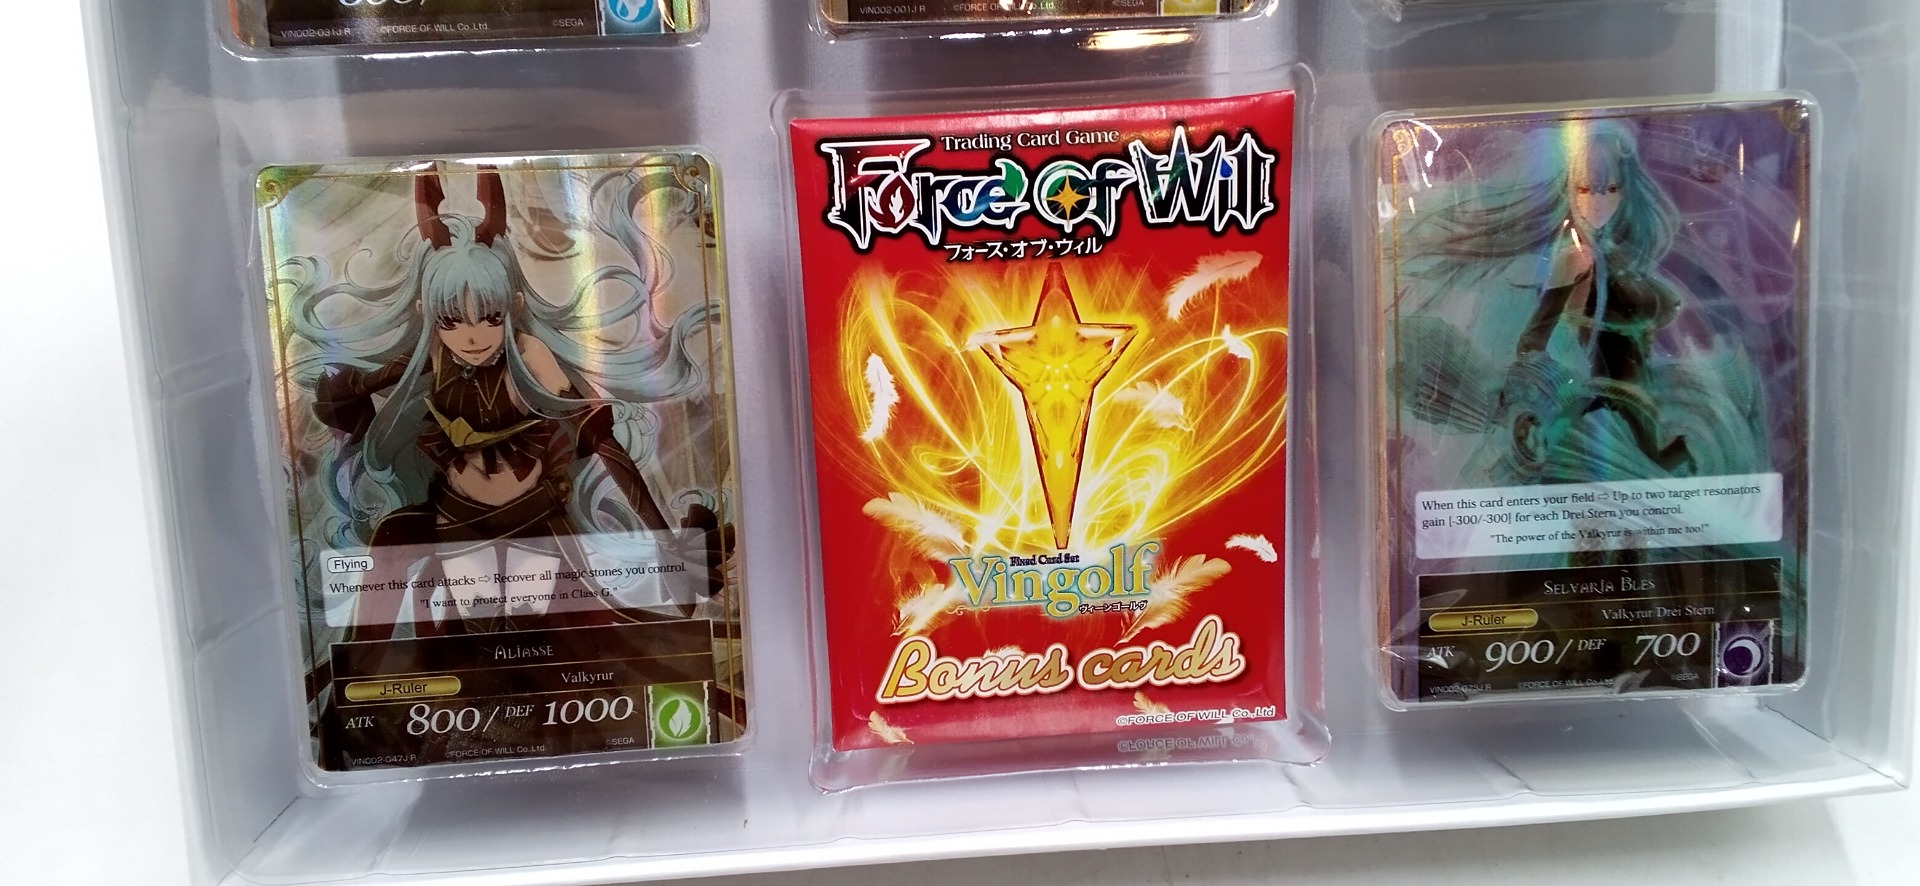 VIN002-031J R ©FORCE OF WILL Co.,Ltd. ©SEGA
VIN002-001J R ©FORCE OF WILL Co.,Ltd. ©SEGA
Flying
Whenever this card attacks ⇨ Recover all magic stones you control.
"I want to protect everyone in Class G."
Aliasse
J-Ruler
Valkyrur
ATK 800/ DEF 1000
VIN002-047J R ©FORCE OF WILL Co.,Ltd. ©SEGA
Trading Card Game
Force of Will
フォース・オブ・ウィル
Fixed Card Set
Vingolf
ヴィーンゴールヴ
Bonus cards
©FORCE OF WILL Co.,Ltd
When this card enters your field ⇨ Up to two target resonators
gain [-300/-300] for each Drei Stern you control.
"The power of the Valkyrur is within me too!"
Selvaria Bles
J-Ruler
Valkyrur/Drei Stern
ATK 900/ DEF 700
VIN002-073J R ©FORCE OF WILL Co.,Ltd. ©SEGA